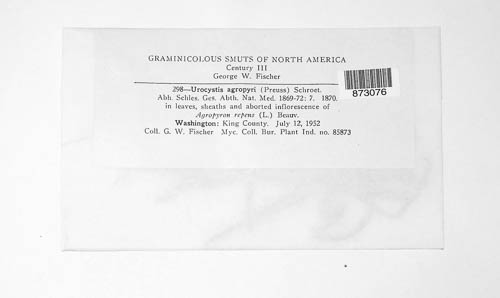 GRAMINICOLOUS SMUTS OF NORTH AMERICA
Century III
George W. Fischer
298—Urocystis agropyri (Preuss) Schroet.
Abh. Schles. Ges. Abth. Nat. Med. 1869-72: 7. 1870.
in leaves, sheaths and aborted inflorescence of
Agropyron repens (L.) Beauv.
Washington: King County. July 12, 1952
Coll. G. W. Fischer Myc. Coll. Bur. Plant Ind. no. 85873
873076